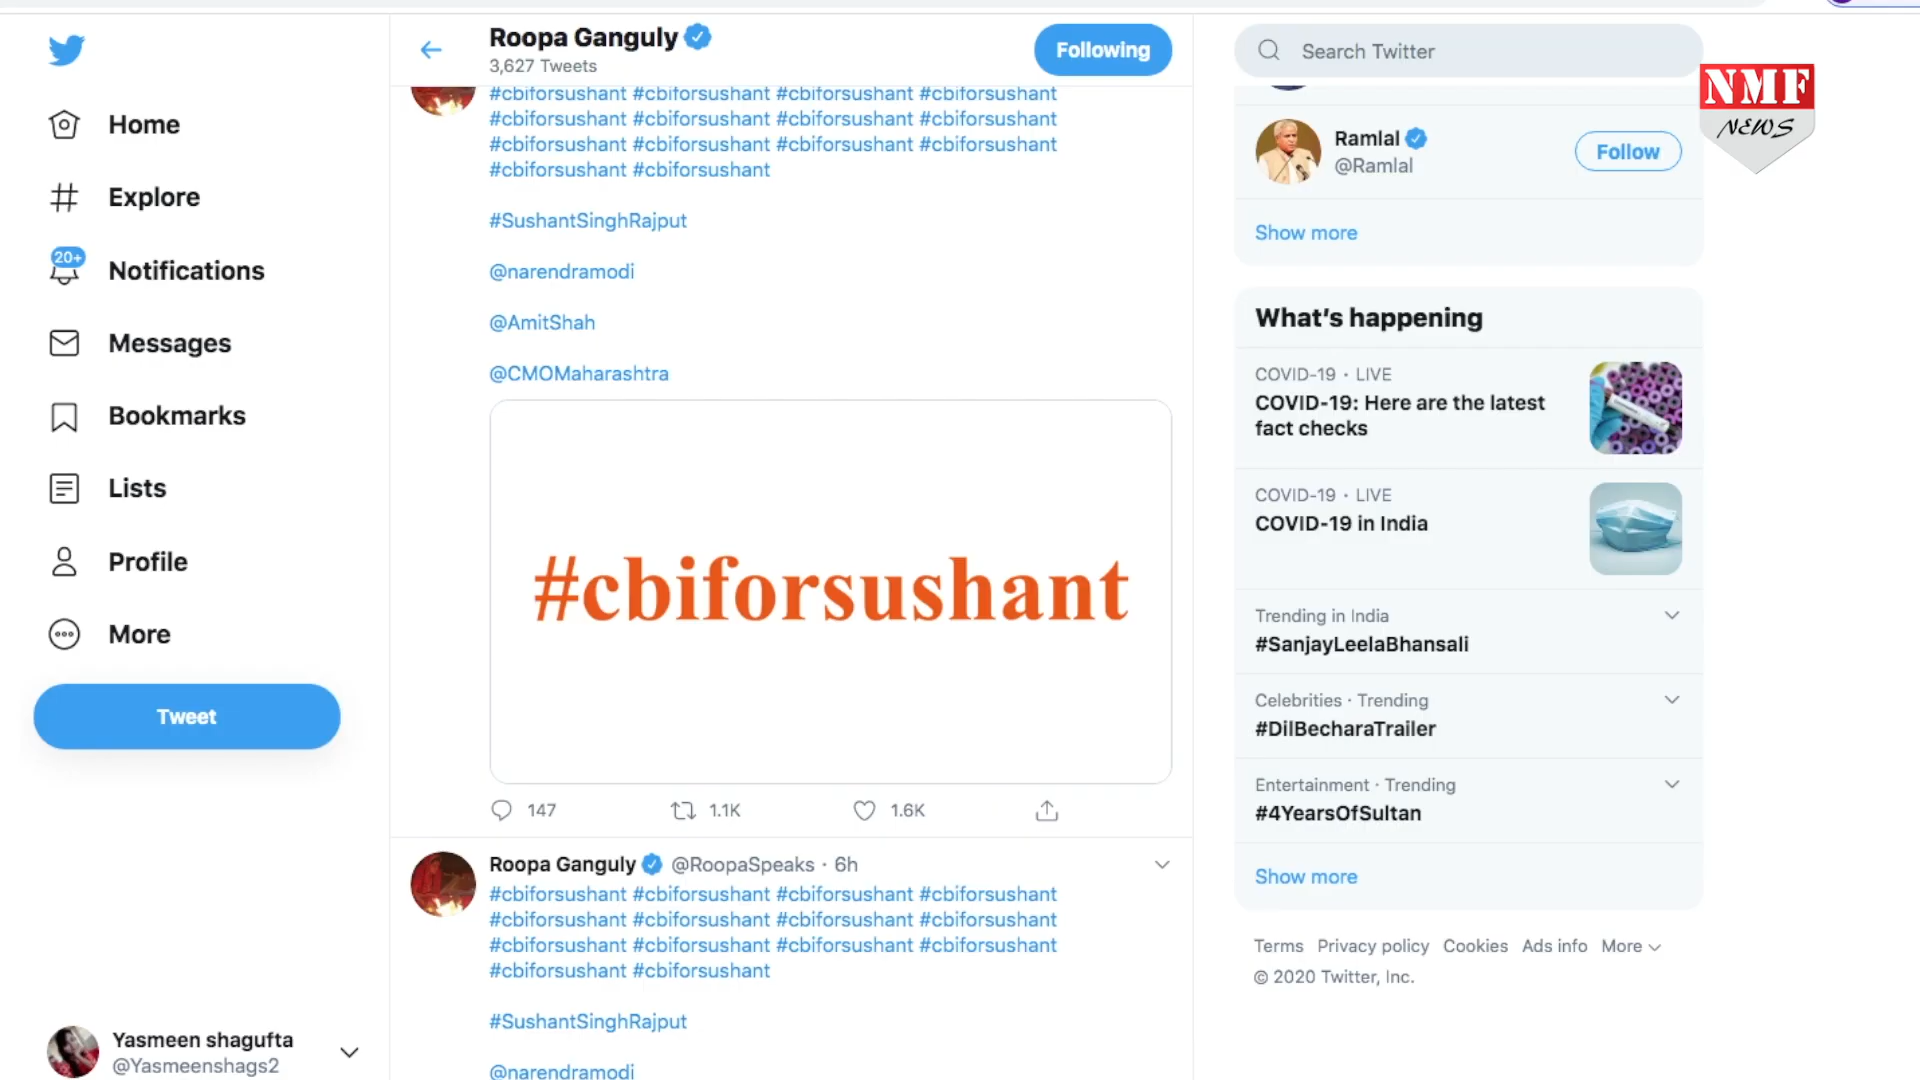 Roopa Ganguly
3,627 Tweets
Following
Search Twitter
NMF
NEWS
Home
Explore
20+
Notifications
Messages
Bookmarks
Lists
Profile
More
Tweet
Yasmeen shagufta
@Yasmeenshags2
#cbiforsushant #cbiforsushant #cbiforsushant #cbiforsushant
#cbiforsushant #cbiforsushant #cbiforsushant #cbiforsushant
#cbiforsushant #cbiforsushant #cbiforsushant #cbiforsushant
#cbiforsushant #cbiforsushant
#SushantSinghRajput
@narendramodi
@AmitShah
@CMOMaharashtra
#cbiforsushant
147
1.1K
1.6K
Roopa Ganguly @RoopaSpeaks · 6h
#cbiforsushant #cbiforsushant #cbiforsushant #cbiforsushant
#cbiforsushant #cbiforsushant #cbiforsushant #cbiforsushant
#cbiforsushant #cbiforsushant #cbiforsushant #cbiforsushant
#cbiforsushant #cbiforsushant
#SushantSinghRajput
@narendramodi
Ramlal
@Ramlal
Follow
Show more
What's happening
COVID-19 · LIVE
COVID-19: Here are the latest
fact checks
COVID-19 · LIVE
COVID-19 in India
Trending in India
#SanjayLeelaBhansali
Celebrities · Trending
#DilBecharaTrailer
Entertainment · Trending
#4YearsOfSultan
Show more
Terms Privacy policy Cookies Ads info More
© 2020 Twitter, Inc.